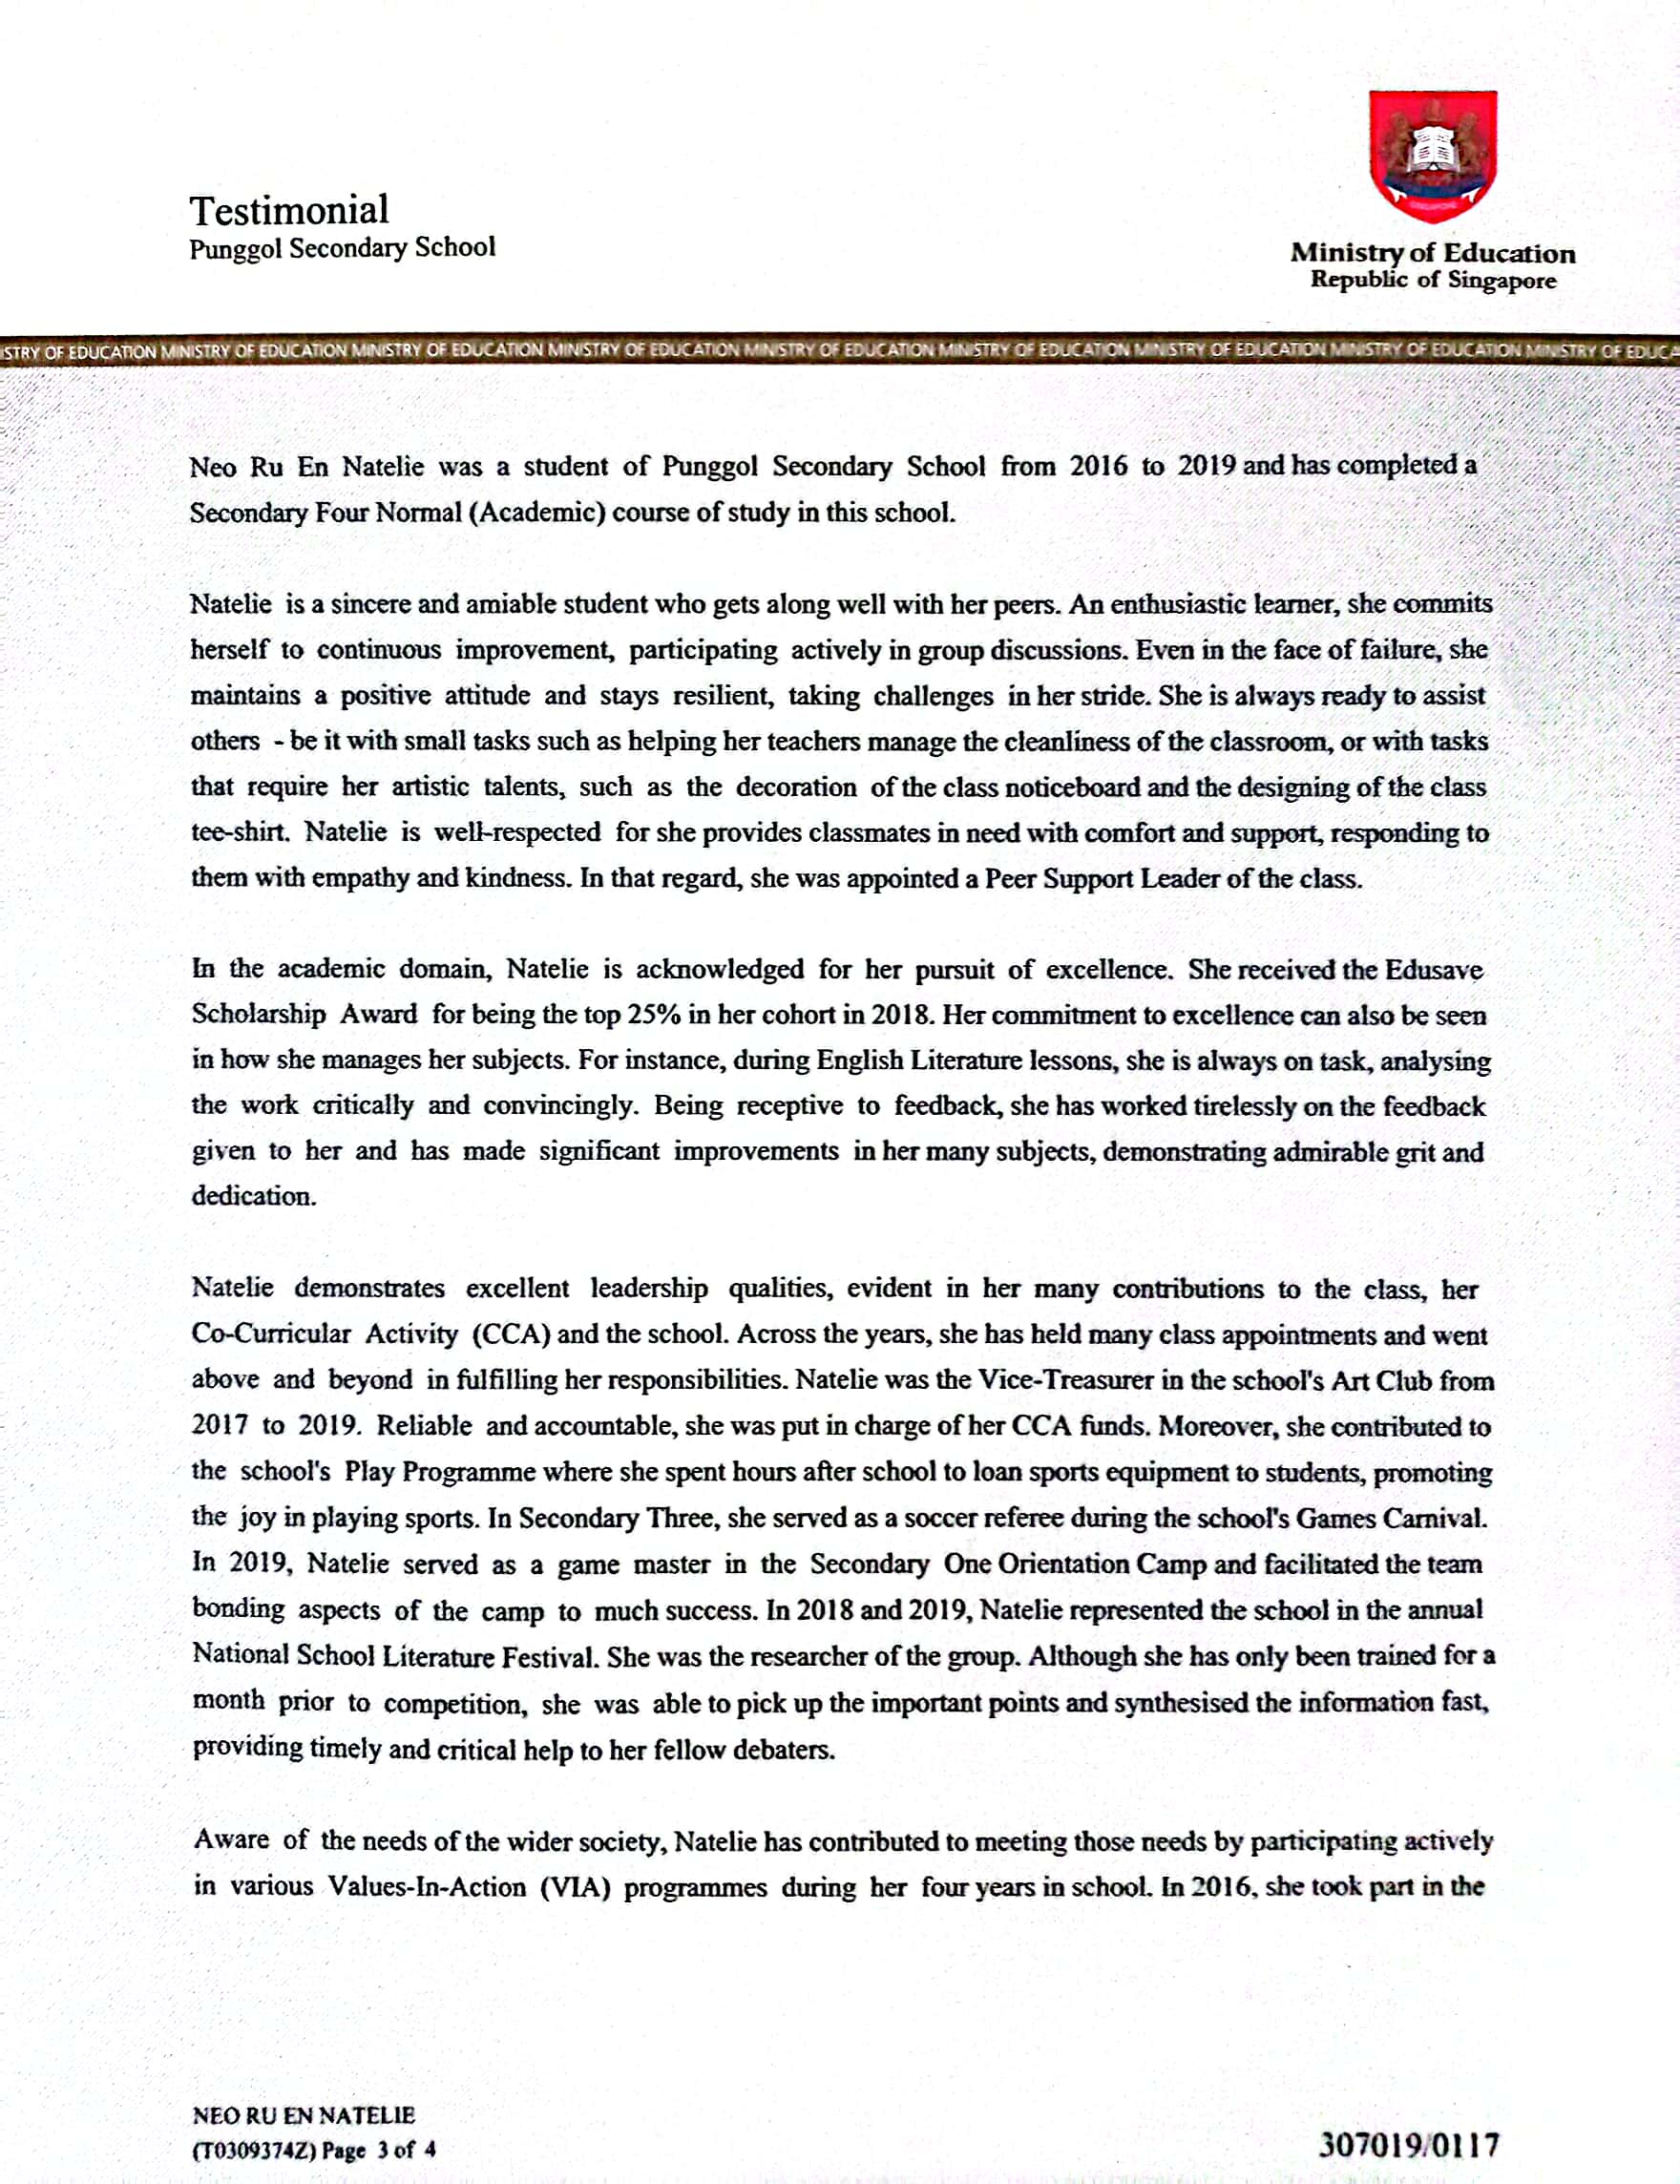 Testimonial
Punggol Secondary School
Ministry of Education
Republic of Singapore
ISTRY OF EDUCATION MINISTRY OF EDUCATION MINISTRY OF EDUCATION MINISTRY OF EDUCATION MINISTRY OF EDUCATION MINISTRY OF EDUCATION MINISTRY OF EDUCATION MINISTRY OF EDUCATION MINISTRY OF EDUCA
Neo Ru En Natelie was a student of Punggol Secondary School from 2016 to 2019 and has completed a
Secondary Four Normal (Academic) course of study in this school.
Natelie is a sincere and amiable student who gets along well with her peers. An enthusiastic learner, she commits
herself to continuous improvement, participating actively in group discussions. Even in the face of failure, she
maintains a positive attitude and stays resilient, taking challenges in her stride. She is always ready to assist
others - be it with small tasks such as helping her teachers manage the cleanliness of the classroom, or with tasks
that require her artistic talents, such as the decoration of the class noticeboard and the designing of the class
tee-shirt. Natelie is well-respected for she provides classmates in need with comfort and support, responding to
them with empathy and kindness. In that regard, she was appointed a Peer Support Leader of the class.
In the academic domain, Natelie is acknowledged for her pursuit of excellence. She received the Edusave
Scholarship Award for being the top 25% in her cohort in 2018. Her commitment to excellence can also be seen
in how she manages her subjects. For instance, during English Literature lessons, she is always on task, analysing
the work critically and convincingly. Being receptive to feedback, she has worked tirelessly on the feedback
given to her and has made significant improvements in her many subjects, demonstrating admirable grit and
dedication.
Natelie demonstrates excellent leadership qualities, evident in her many contributions to the class, her
Co-Curricular Activity (CCA) and the school. Across the years, she has held many class appointments and went
above and beyond in fulfilling her responsibilities. Natelie was the Vice-Treasurer in the school's Art Club from
2017 to 2019. Reliable and accountable, she was put in charge of her CCA funds. Moreover, she contributed to
the school's Play Programme where she spent hours after school to loan sports equipment to students, promoting
the joy in playing sports. In Secondary Three, she served as a soccer referee during the school's Games Carnival.
In 2019, Natelie served as a game master in the Secondary One Orientation Camp and facilitated the team
bonding aspects of the camp to much success. In 2018 and 2019, Natelie represented the school in the annual
National School Literature Festival. She was the researcher of the group. Although she has only been trained for a
month prior to competition, she was able to pick up the important points and synthesised the information fast,
providing timely and critical help to her fellow debaters.
Aware of the needs of the wider society, Natelie has contributed to meeting those needs by participating actively
in various Values-In-Action (VIA) programmes during her four years in school. In 2016, she took part in the
NEO RU EN NATELIE
(T0309374Z) Page 3 of 4
307019/0117